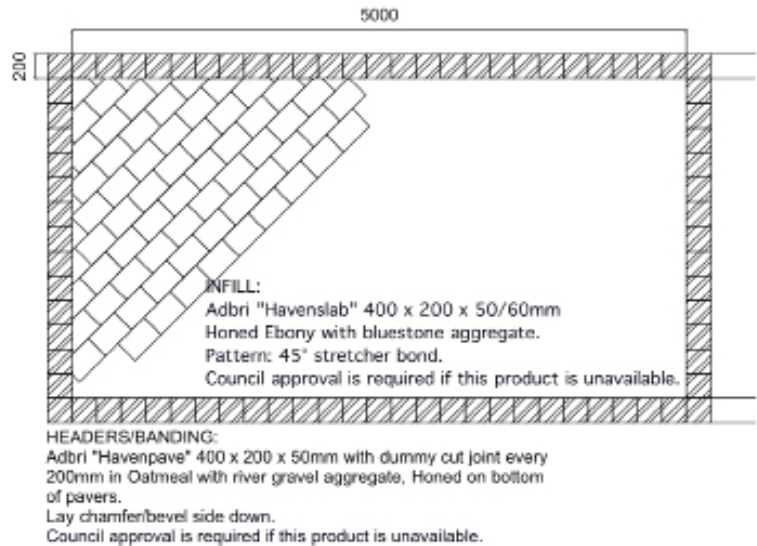 5000
200
INFILL:
Adbri "Havenslab" 400 x 200 x 50/60mm
Honed Ebony with bluestone aggregate.
Pattern: 45° stretcher bond.
Council approval is required if this product is unavailable.
HEADERS/BANDING:
Adbri "Havenpave" 400 x 200 x 50mm with dummy cut joint every
200mm in Oatmeal with river gravel aggregate, Honed on bottom
of pavers.
Lay chamfer/bevel side down.
Council approval is required if this product is unavailable.